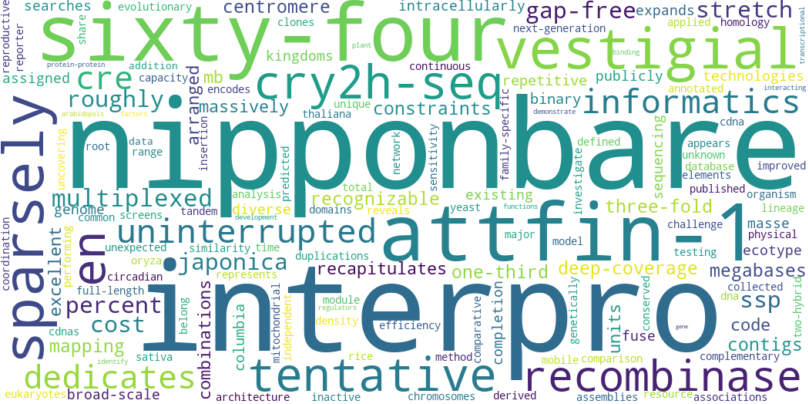 searches evolutionary centromere intracellularly gap-free expands stretch
reproductive reporter share sixty-four clones kingdoms continuous next-generation applied homology transcriptional
protein-protein plant vestigial binding
assigned addition cre capacity mb cry2h-seq repetitive publicly technologies annotated interacting
roughly arranged encodes massively unique constraints binary informatics
arabidopsis factors thaliana family-specific demonstrate cdna
sparsely uncovering nipponbare
root data range insertion predicted network sensitivity defined investigate sequencing appears unknown database elements improved
multiplexed analysis total recognizable existing published organism
genome common tandem diverse reveals domains yeast functions three-fold lineage
coordination screens development major challenge masse
en unexpected uninterrupted similarity time model attfin-1 testing physical ecotype
performing oryza duplications
excellent circadian japonica recapitulates one-third deep-coverage megabases
full-length represents interpro collected
percent belong module regulators efficiency completion genetically conserved dna ssp two-hybrid
cost cdnas combinations columbia mitochondrial independent density comparative units fuse code
mapping sativa rice method mobile comparison complementary contigs
identify gene
dedicates tentative recombinase
eukaryotes broad-scale architecture inactive chromosomes derived assemblies resource associations